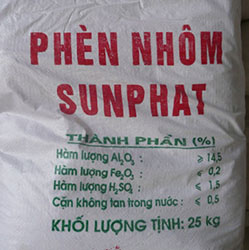 PHÈN NHÔM
SUNPHAT
THÀNH PHẦN (%)
Hàm lượng Al₂O₃ : ≥ 14,5
Hàm lượng Fe₂O₃ : ≤ 0,2
Hàm lượng H₂SO₄ : ≤ 1,5
Cặn không tan trong nước : ≤ 0,5
KHỐI LƯỢNG TỊNH: 25 kg